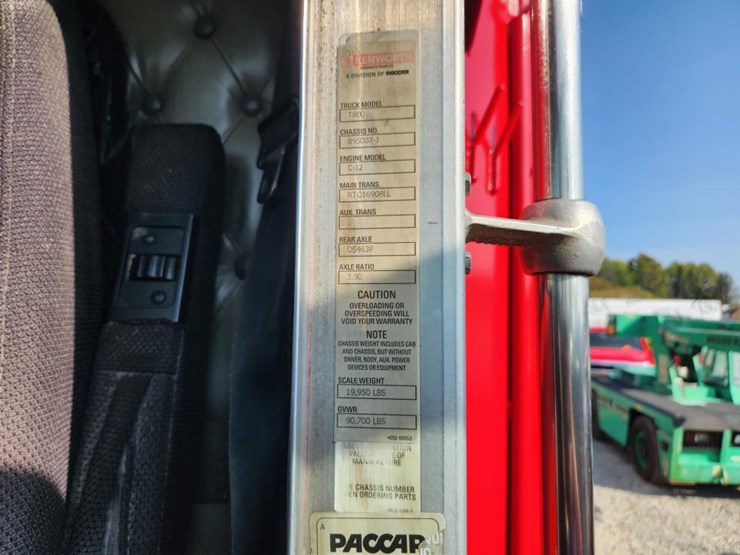 KENWORTH
A DIVISION OF PACCAR
TRUCK MODEL
T800
CHASSIS NO.
895007-J
ENGINE MODEL
C-12
MAIN TRANS
RTO16908LL
AUX. TRANS
REAR AXLE
DS463P
AXLE RATIO
3.90
CAUTION
OVERLOADING OR
OVERSPEEDING WILL
VOID YOUR WARRANTY
NOTE
CHASSIS WEIGHT INCLUDES CAB
AND CHASSIS, BUT WITHOUT
DRIVER, BODY, AUX. POWER
DEVICES OR EQUIPMENT
SCALE WEIGHT
19,950 LBS
GVWR
90,700 LBS
CHASSIS NUMBER
EN ORDERING PARTS
A
PACCAR